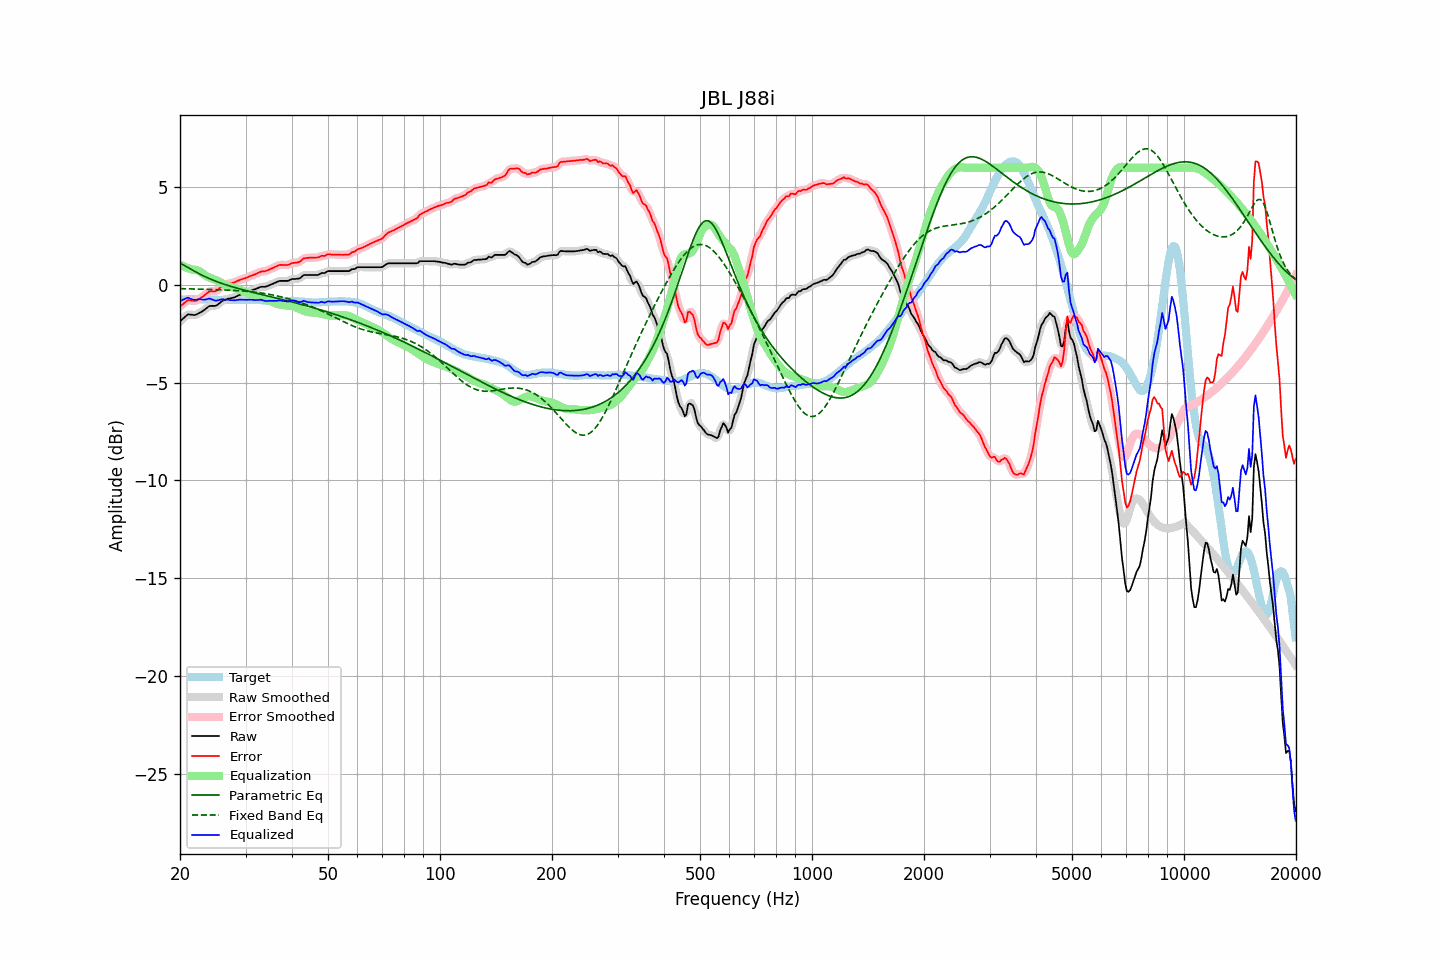 JBL J88i
Amplitude (dBr)
5
0
−5
−10
−15
−20
−25
Target
Raw Smoothed
Error Smoothed
Raw
Error
Equalization
Parametric Eq
Fixed Band Eq
Equalized
20 50 100 200 500 1000 2000 5000 10000 20000
Frequency (Hz)